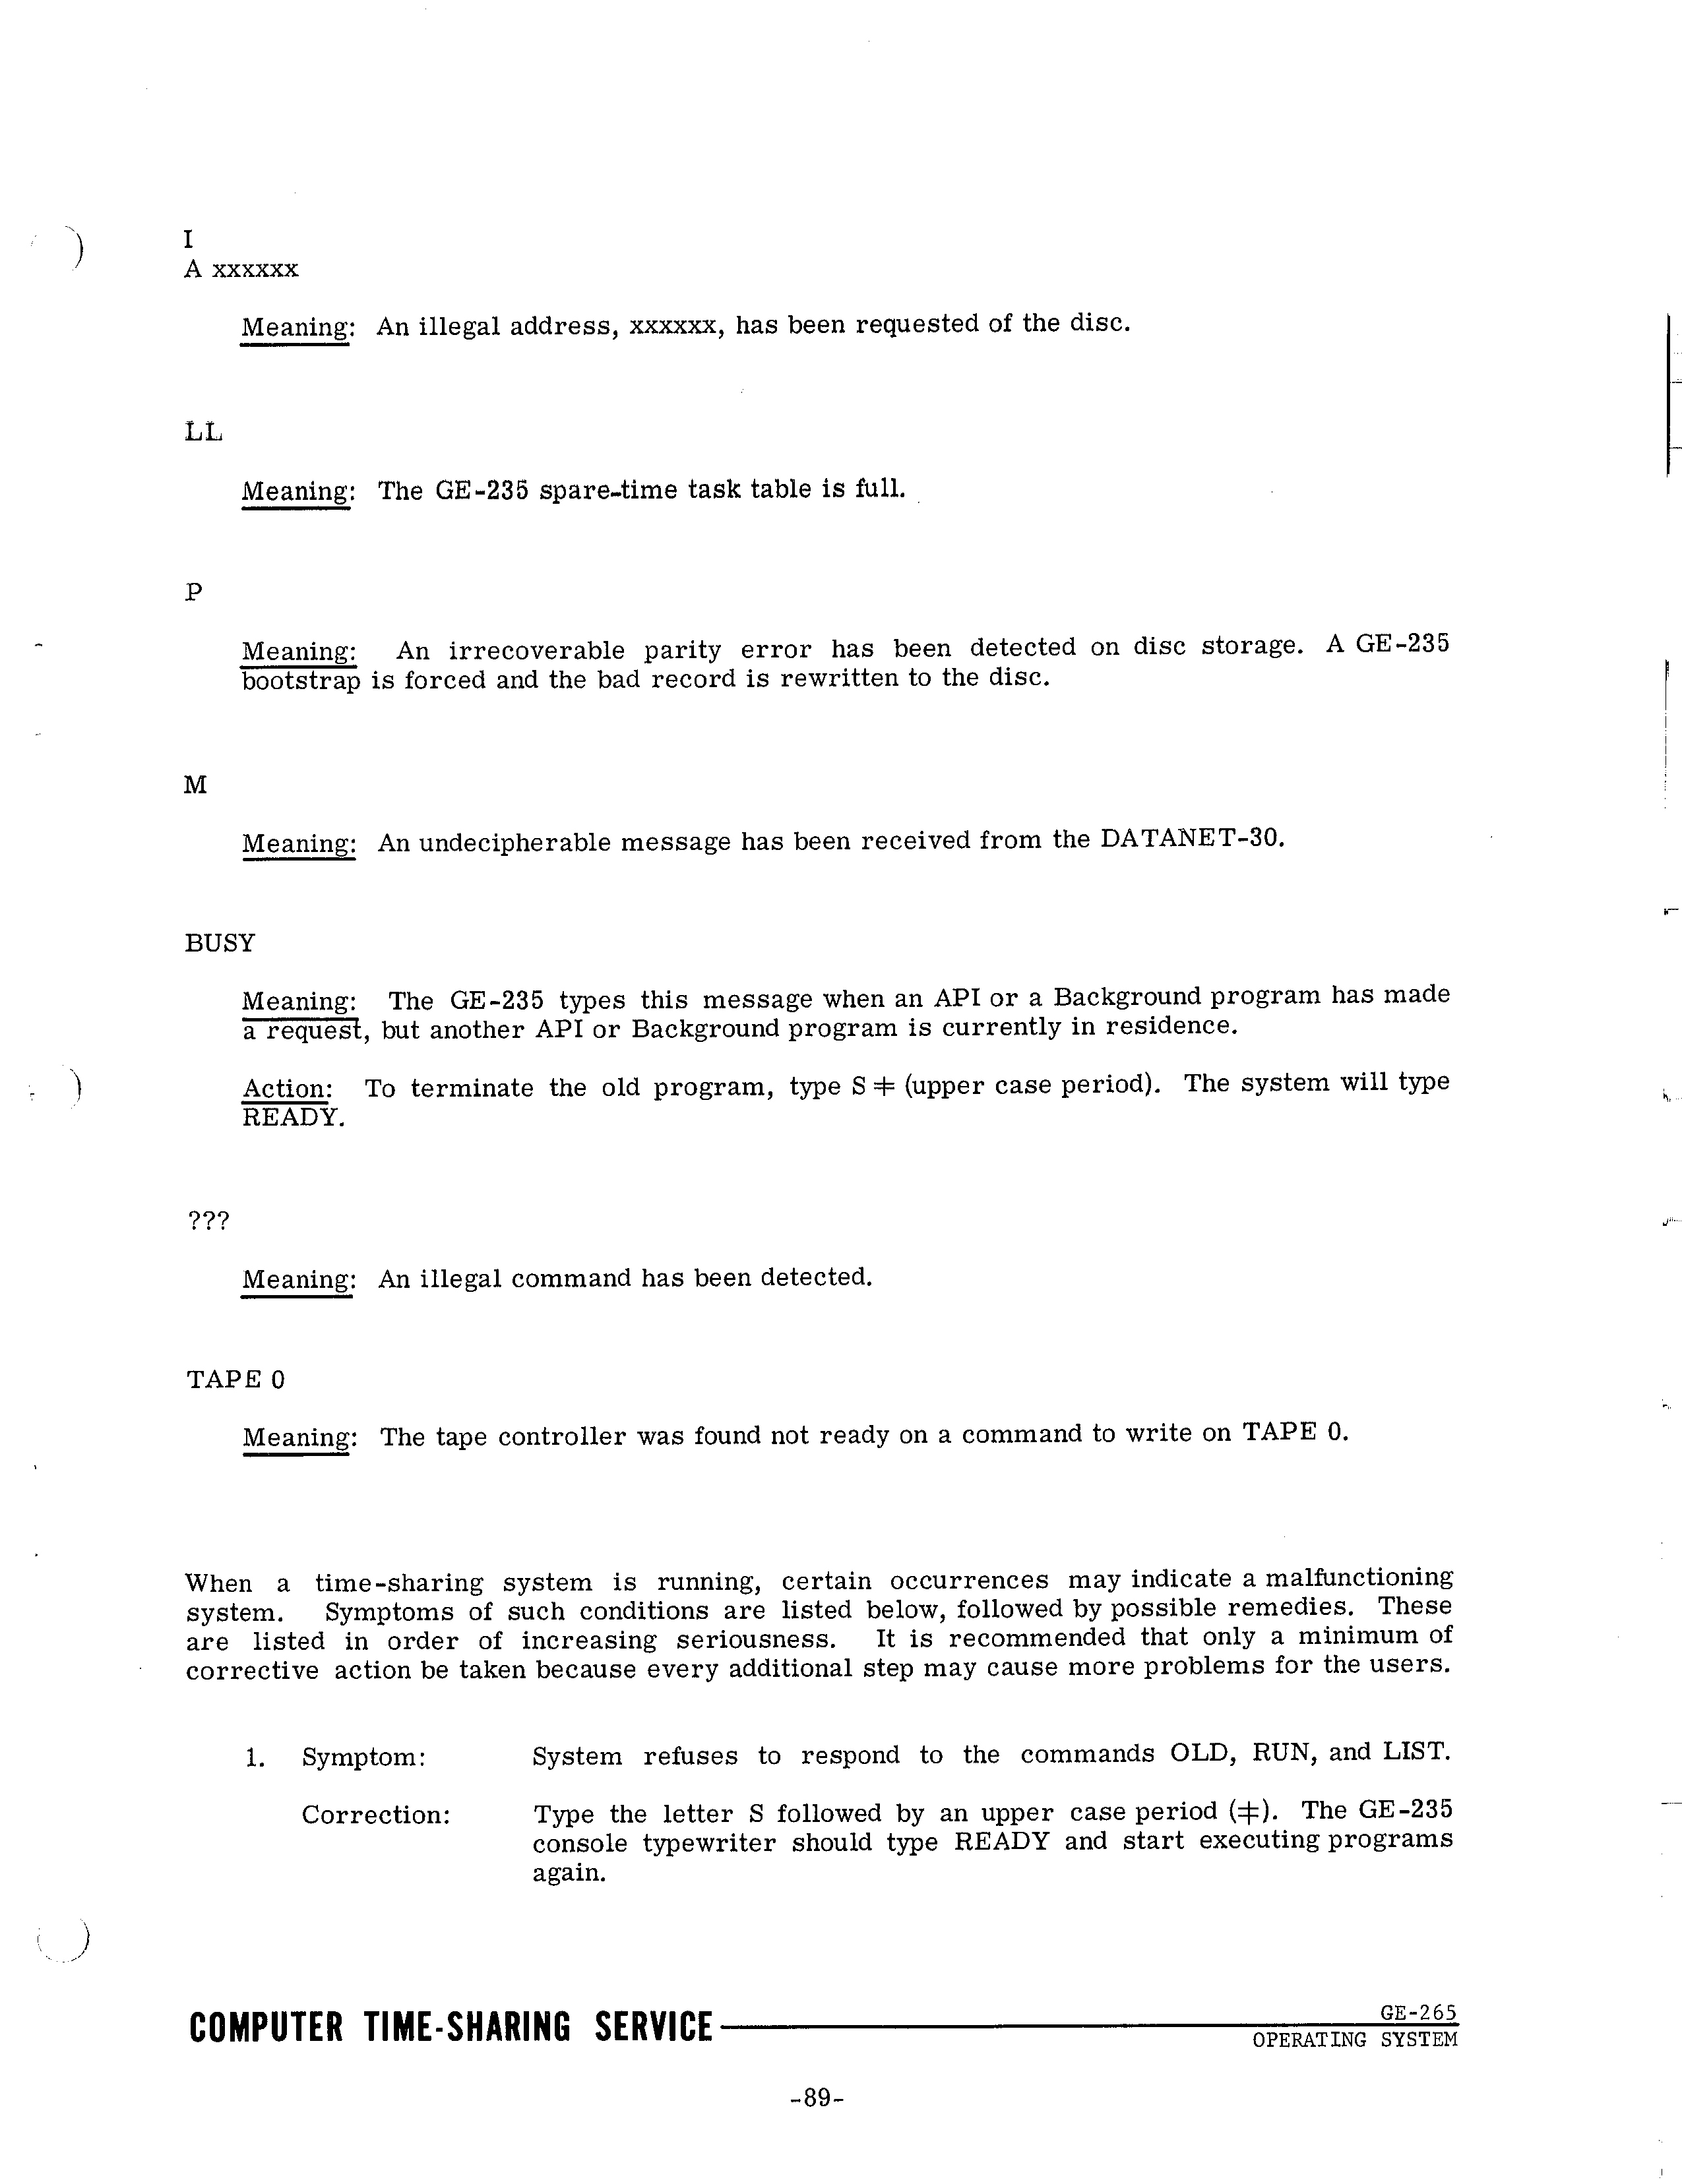 I
A xxxxxx
Meaning: An illegal address, xxxxxx, has been requested of the disc.
LL
Meaning: The GE-235 spare-time task table is full.
P
Meaning: An irrecoverable parity error has been detected on disc storage. A GE-235
bootstrap is forced and the bad record is rewritten to the disc.
M
Meaning: An undecipherable message has been received from the DATANET-30.
BUSY
Meaning: The GE-235 types this message when an API or a Background program has made
a request, but another API or Background program is currently in residence.
Action: To terminate the old program, type S ‡ (upper case period). The system will type
READY.
???
Meaning: An illegal command has been detected.
TAPE 0
Meaning: The tape controller was found not ready on a command to write on TAPE 0.
When a time-sharing system is running, certain occurrences may indicate a malfunctioning
system. Symptoms of such conditions are listed below, followed by possible remedies. These
are listed in order of increasing seriousness. It is recommended that only a minimum of
corrective action be taken because every additional step may cause more problems for the users.
1. Symptom: System refuses to respond to the commands OLD, RUN, and LIST.
Correction: Type the letter S followed by an upper case period (‡). The GE-235
console typewriter should type READY and start executing programs
again.
COMPUTER TIME-SHARING SERVICE
GE-265
OPERATING SYSTEM
-89-